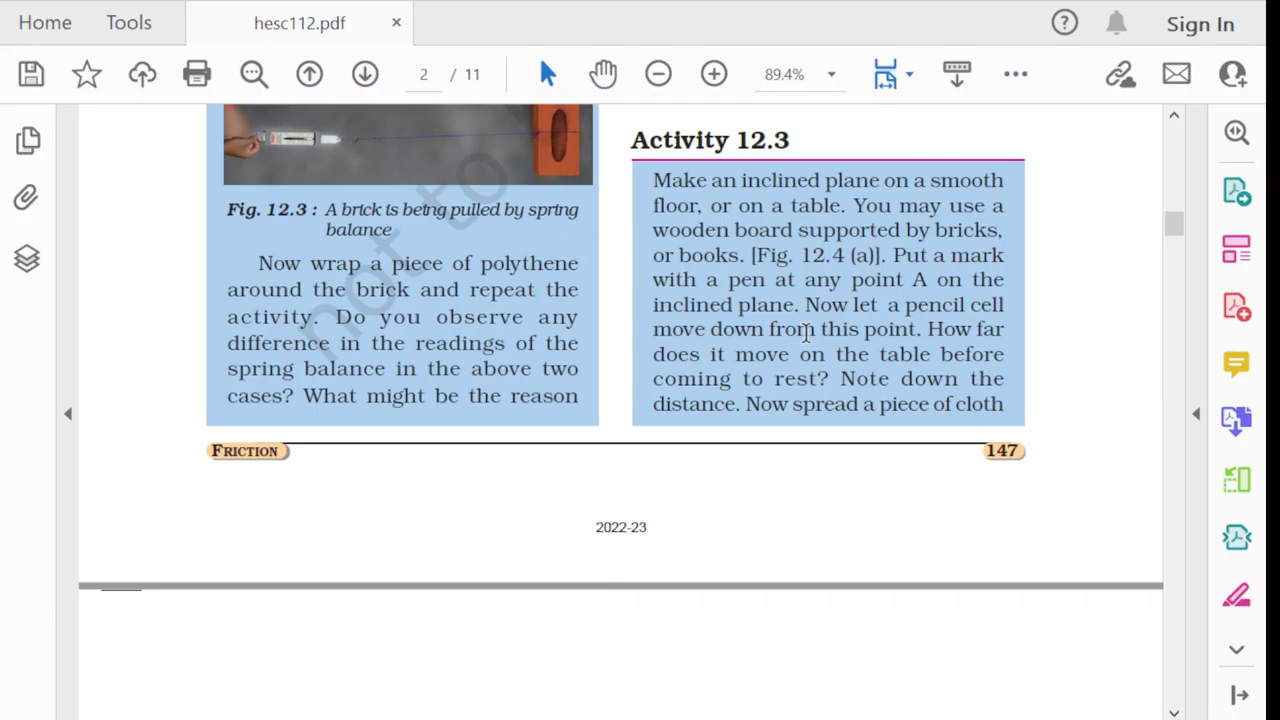 Home
Tools
hesc112.pdf
×
Sign In
2 / 11
89.4%
Fig. 12.3 : A brick is being pulled by spring
balance
Now wrap a piece of polythene
around the brick and repeat the
activity. Do you observe any
difference in the readings of the
spring balance in the above two
cases? What might be the reason
not to
Activity 12.3
Make an inclined plane on a smooth
floor, or on a table. You may use a
wooden board supported by bricks,
or books. [Fig. 12.4 (a)]. Put a mark
with a pen at any point A on the
inclined plane. Now let a pencil cell
move down from this point. How far
does it move on the table before
coming to rest? Note down the
distance. Now spread a piece of cloth
FRICTION
147
2022-23